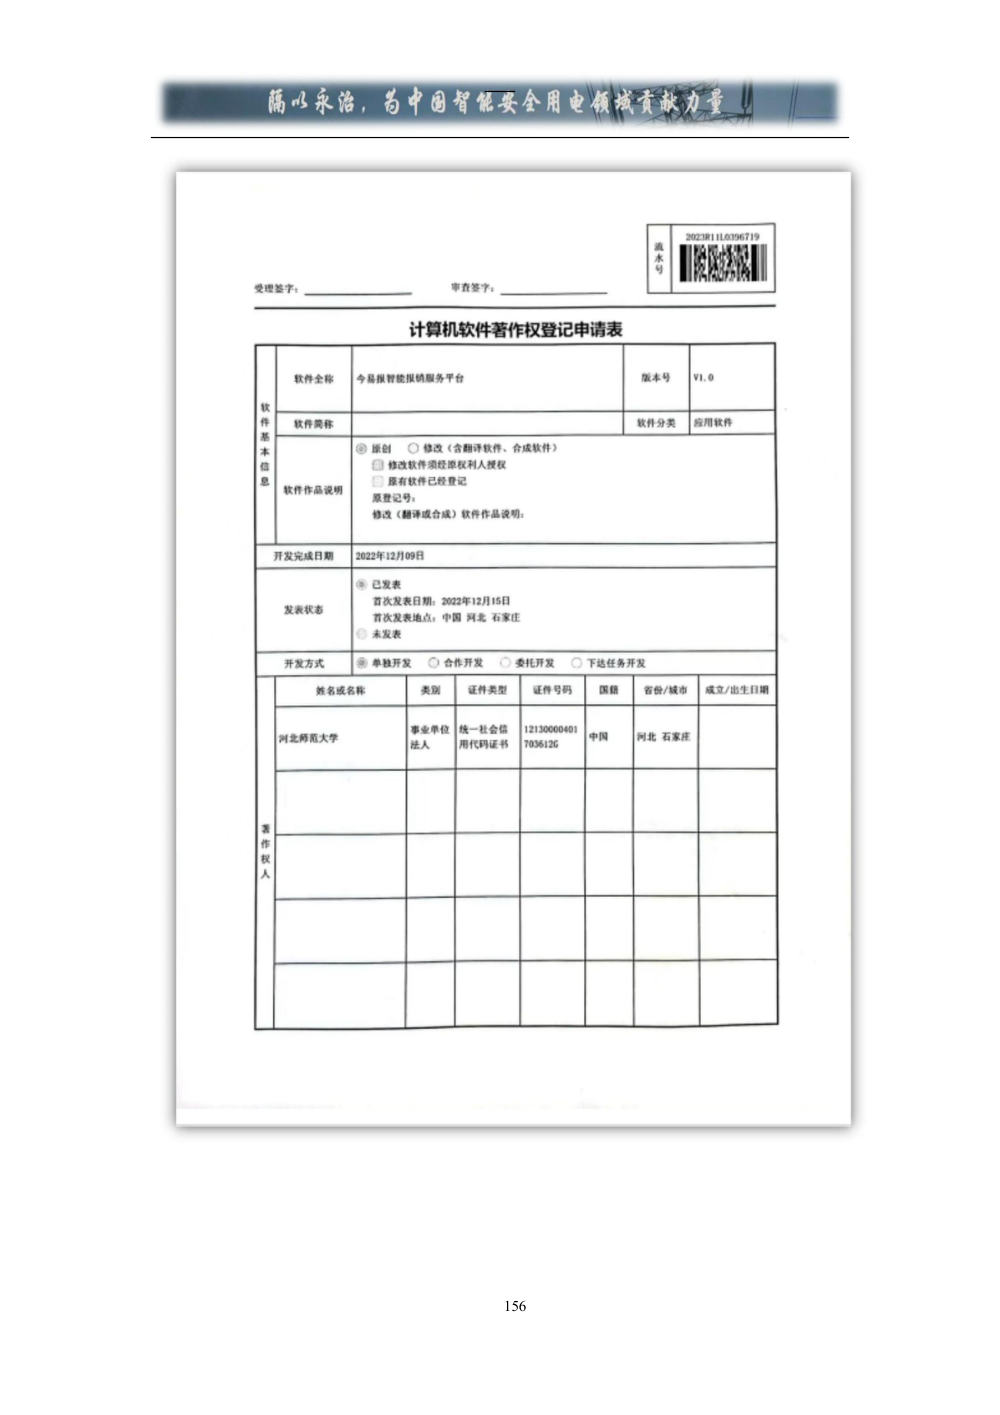 隔以永治，为中国智能安全用电领域贡献力量
流水号
2023R11L0396719
受理签字：
审查签字：
计算机软件著作权登记申请表
软件基本信息
软件全称
今易报智能报销服务平台
版本号
V1.0
软件简称
软件分类
应用软件
软件作品说明
原创 修改（含翻译软件、合成软件）
修改软件须经原权利人授权
原有软件已经登记
原登记号：
修改（翻译或合成）软件作品说明：
开发完成日期
2022年12月09日
发表状态
已发表
首次发表日期：2022年12月15日
首次发表地点：中国 河北 石家庄
未发表
开发方式
单独开发 合作开发 委托开发 下达任务开发
著作权人
姓名或名称 类别 证件类型 证件号码 国籍 省份/城市 成立/出生日期
河北师范大学
事业单位
法人
统一社会信
用代码证书
12130000401
703612G
中国
河北 石家庄
156